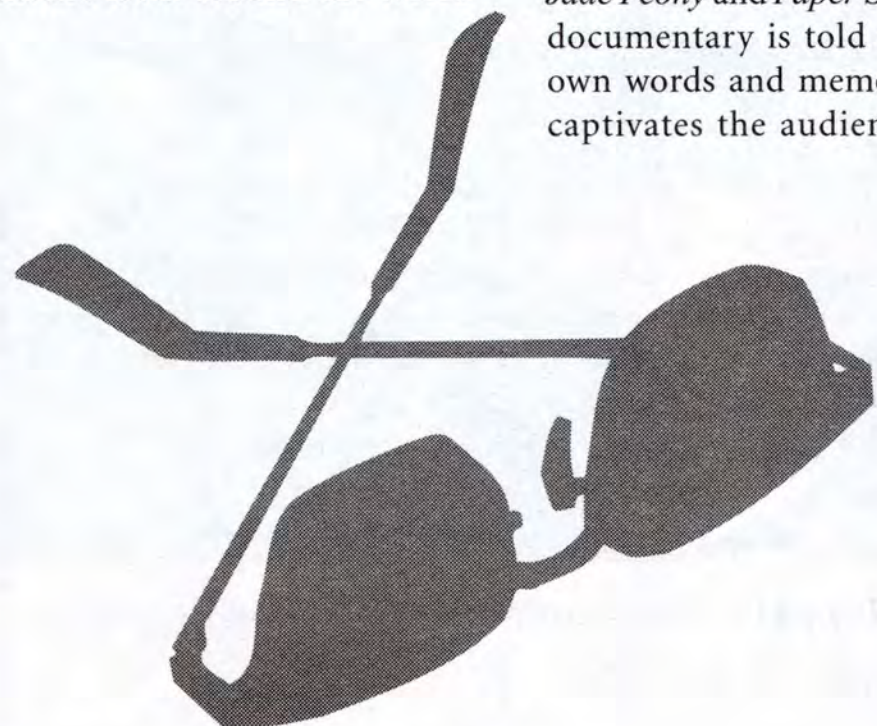 Jade Peony and Paper
documentary is told
own words and memo
captivates the audien